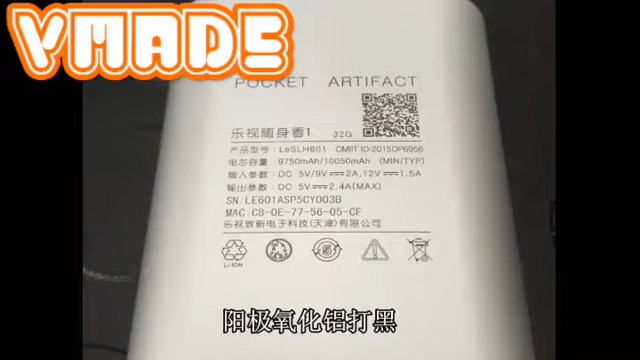 YMADE
POCKET ARTIFACT
乐视随身看1 32G
产品型号: LeSLH601 CMIIT ID:2015DP6956
电芯容量 9750mAh/10050mAh (MIN/TYP)
输入参数: DC 5V/9V⎓2A,12V⎓1.5A
输出参数: DC 5V⎓2.4A(MAX)
SN:LE601ASP5CY003B
MAC:C8-0E-77-56-05-CF
乐视致新电子科技(天津)有限公司
LI-ION
5
阳极氧化铝打黑